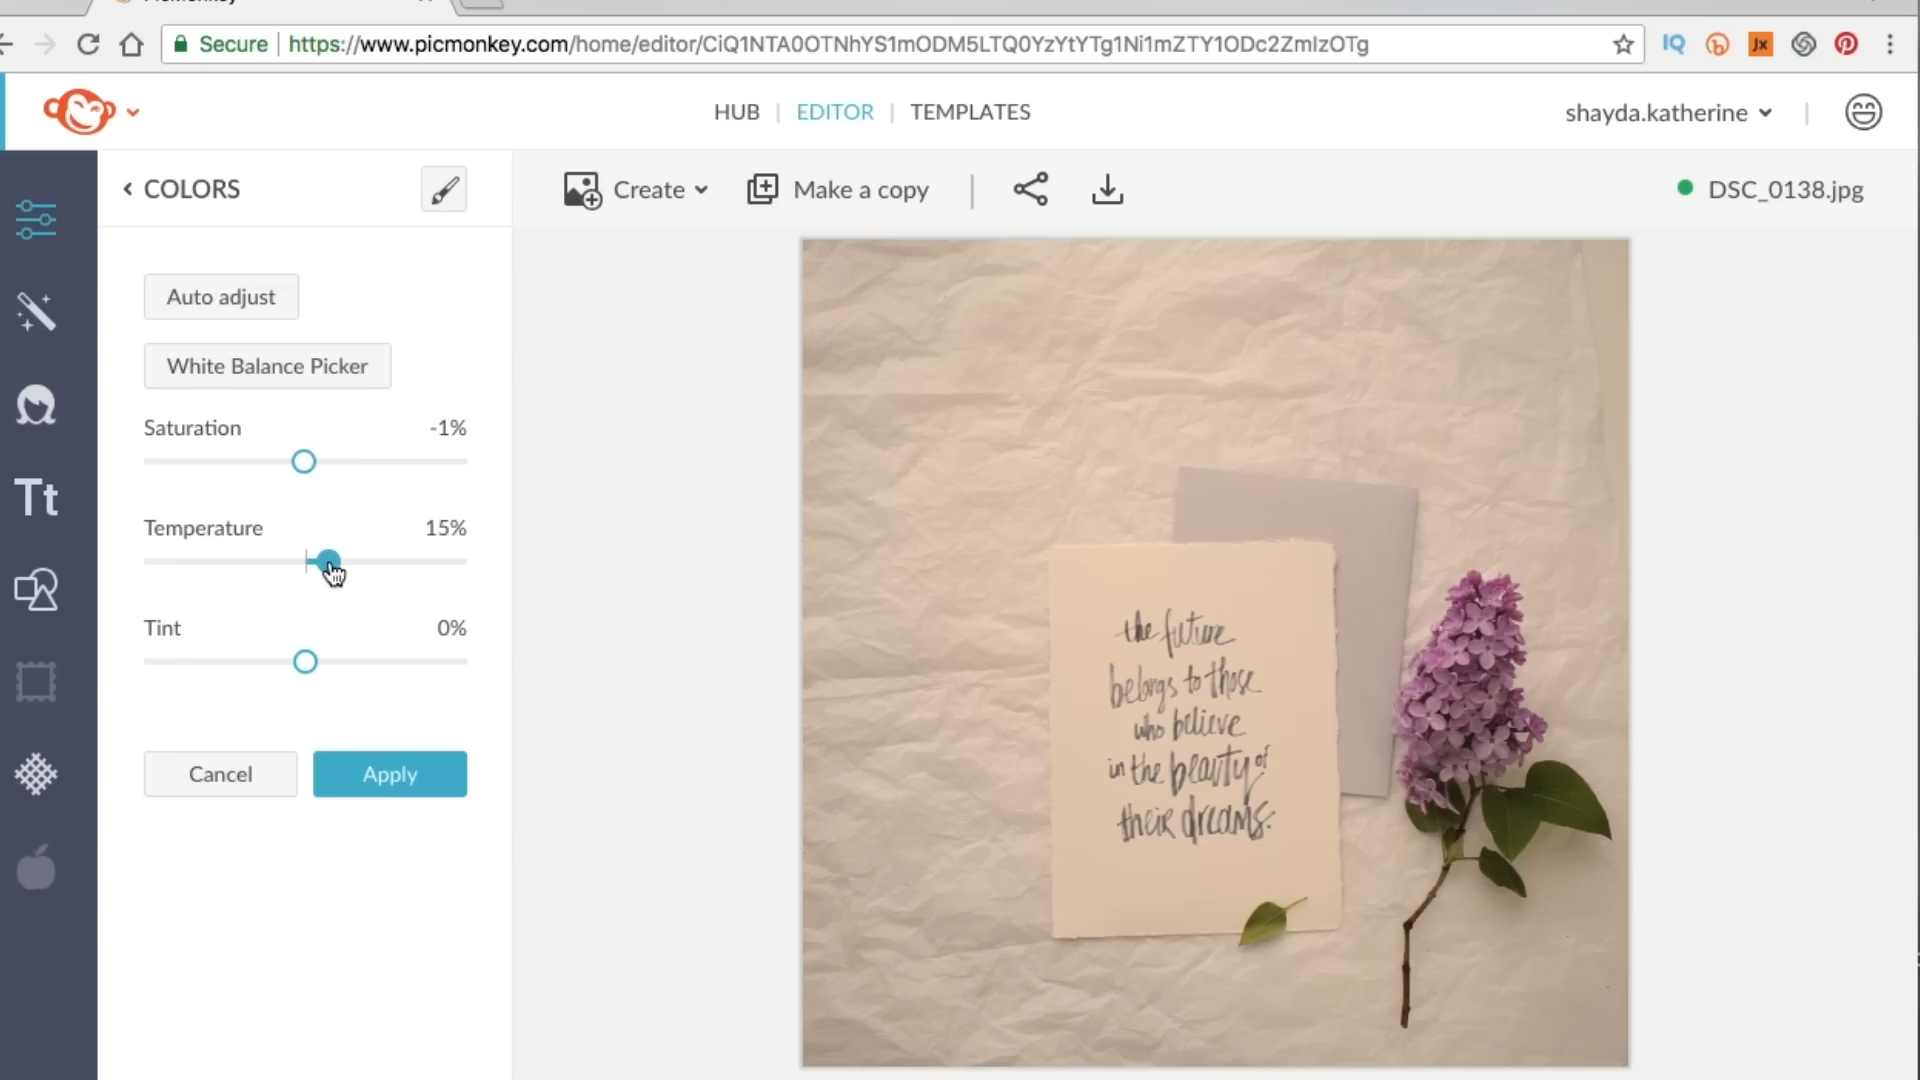 Secure https://www.picmonkey.com/home/editor/CiQ1NTA0OTNhYS1mODM5LTQ0YzYtYTg1Ni1mZTY1ODc2ZmIzOTg
IQ
b
Jx
HUB | EDITOR | TEMPLATES
shayda.katherine
COLORS
Create
Make a copy
DSC_0138.jpg
Auto adjust
White Balance Picker
Saturation -1%
Temperature 15%
Tt
Tint 0%
Cancel
Apply
the future
belongs to those
who believe
in the beauty of
their dreams.